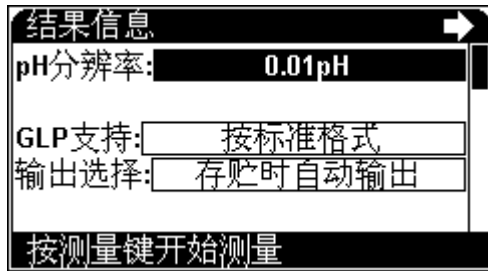 结果信息
pH分辨率: 0.01pH
GLP支持: 按标准格式
输出选择: 存贮时自动输出
按测量键开始测量